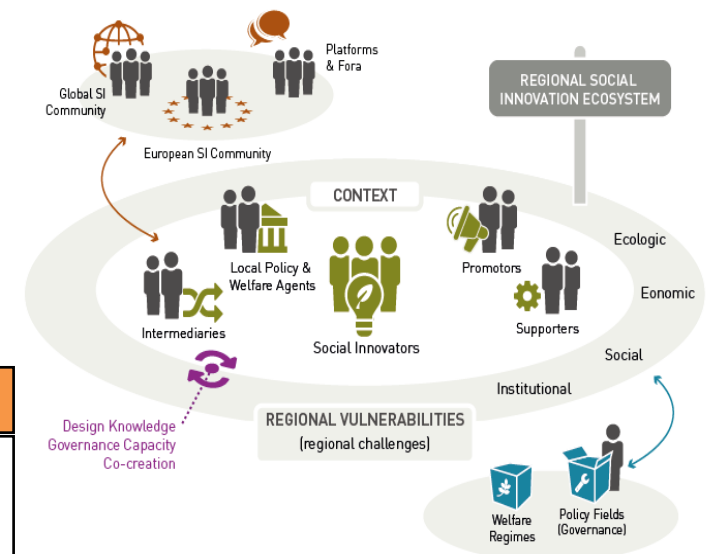 Platforms
& Fora
Global SI
Community
European SI Community
REGIONAL SOCIAL
INNOVATION ECOSYSTEM
CONTEXT
Local Policy &
Welfare Agents
Promotors
Ecologic
Eonomic
Intermediaries
Social Innovators
Supporters
Social
Institutional
Design Knowledge
Governance Capacity
Co-creation
REGIONAL VULNERABILITIES
(regional challenges)
Welfare
Regimes
Policy Fields
(Governance)